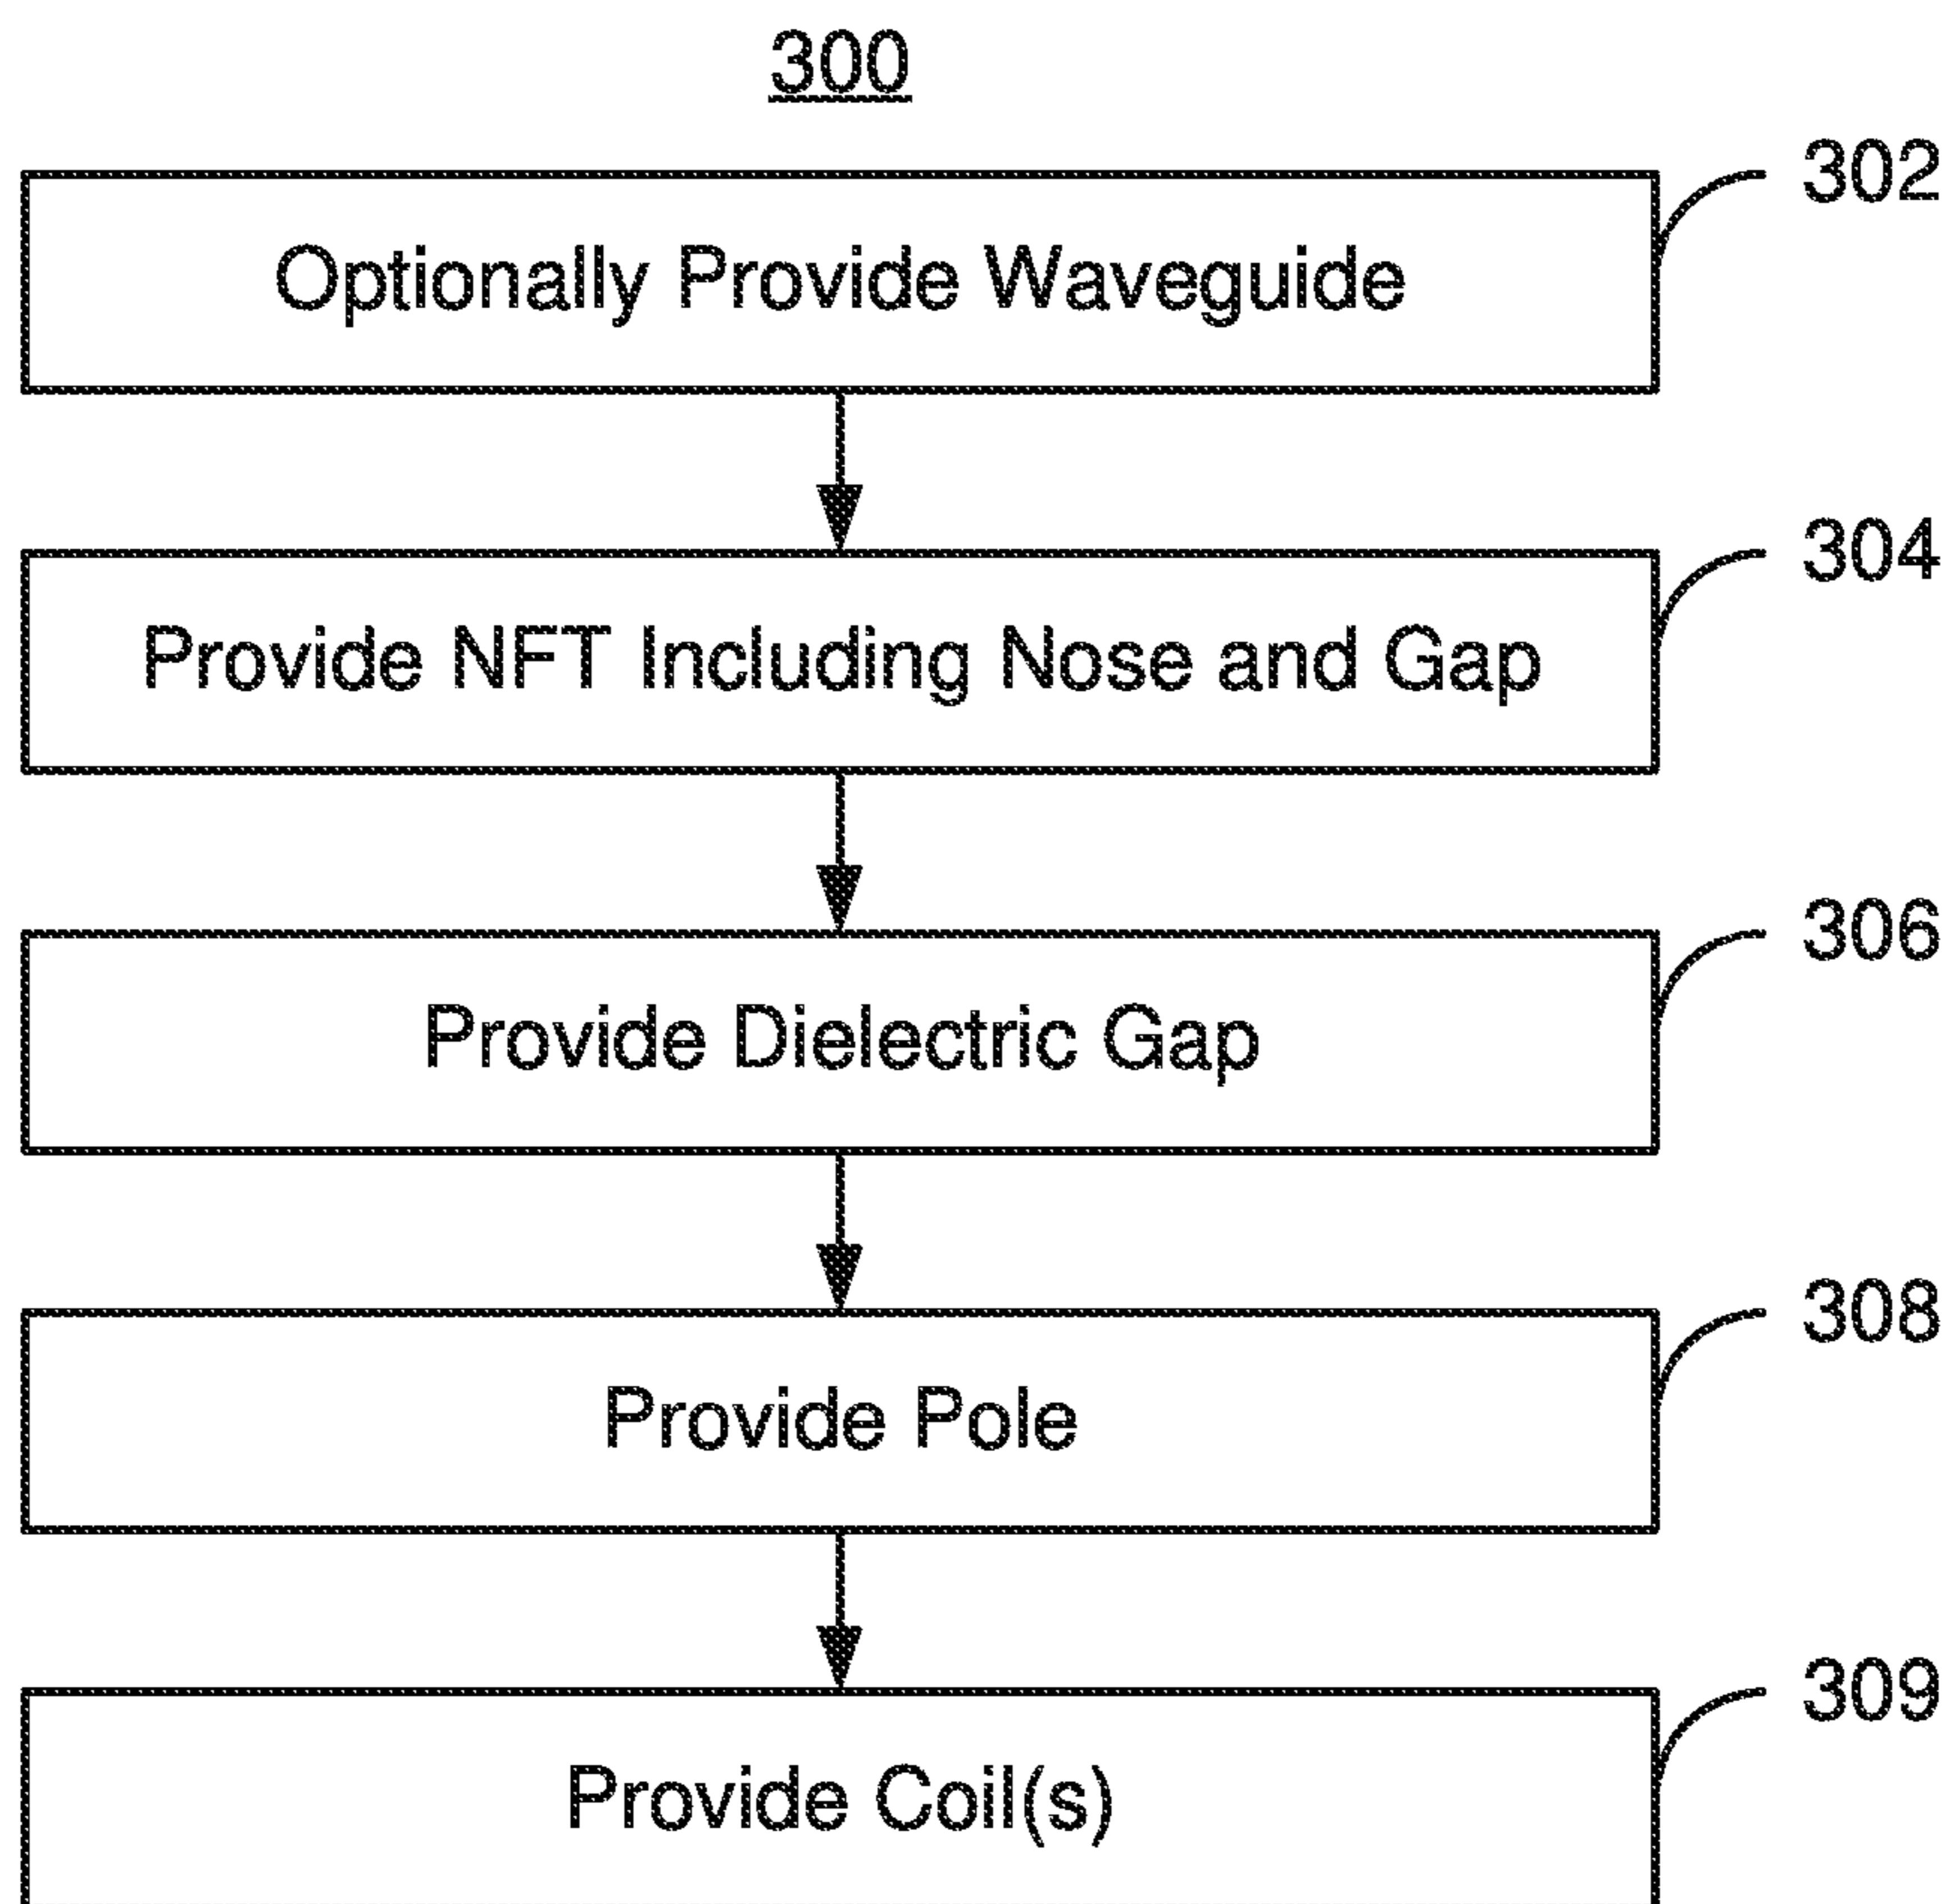 300
302
Optionally Provide Waveguide
304
Provide NFT Including Nose and Gap
306
Provide Dielectric Gap
308
Provide Pole
309
Provide Coil(s)